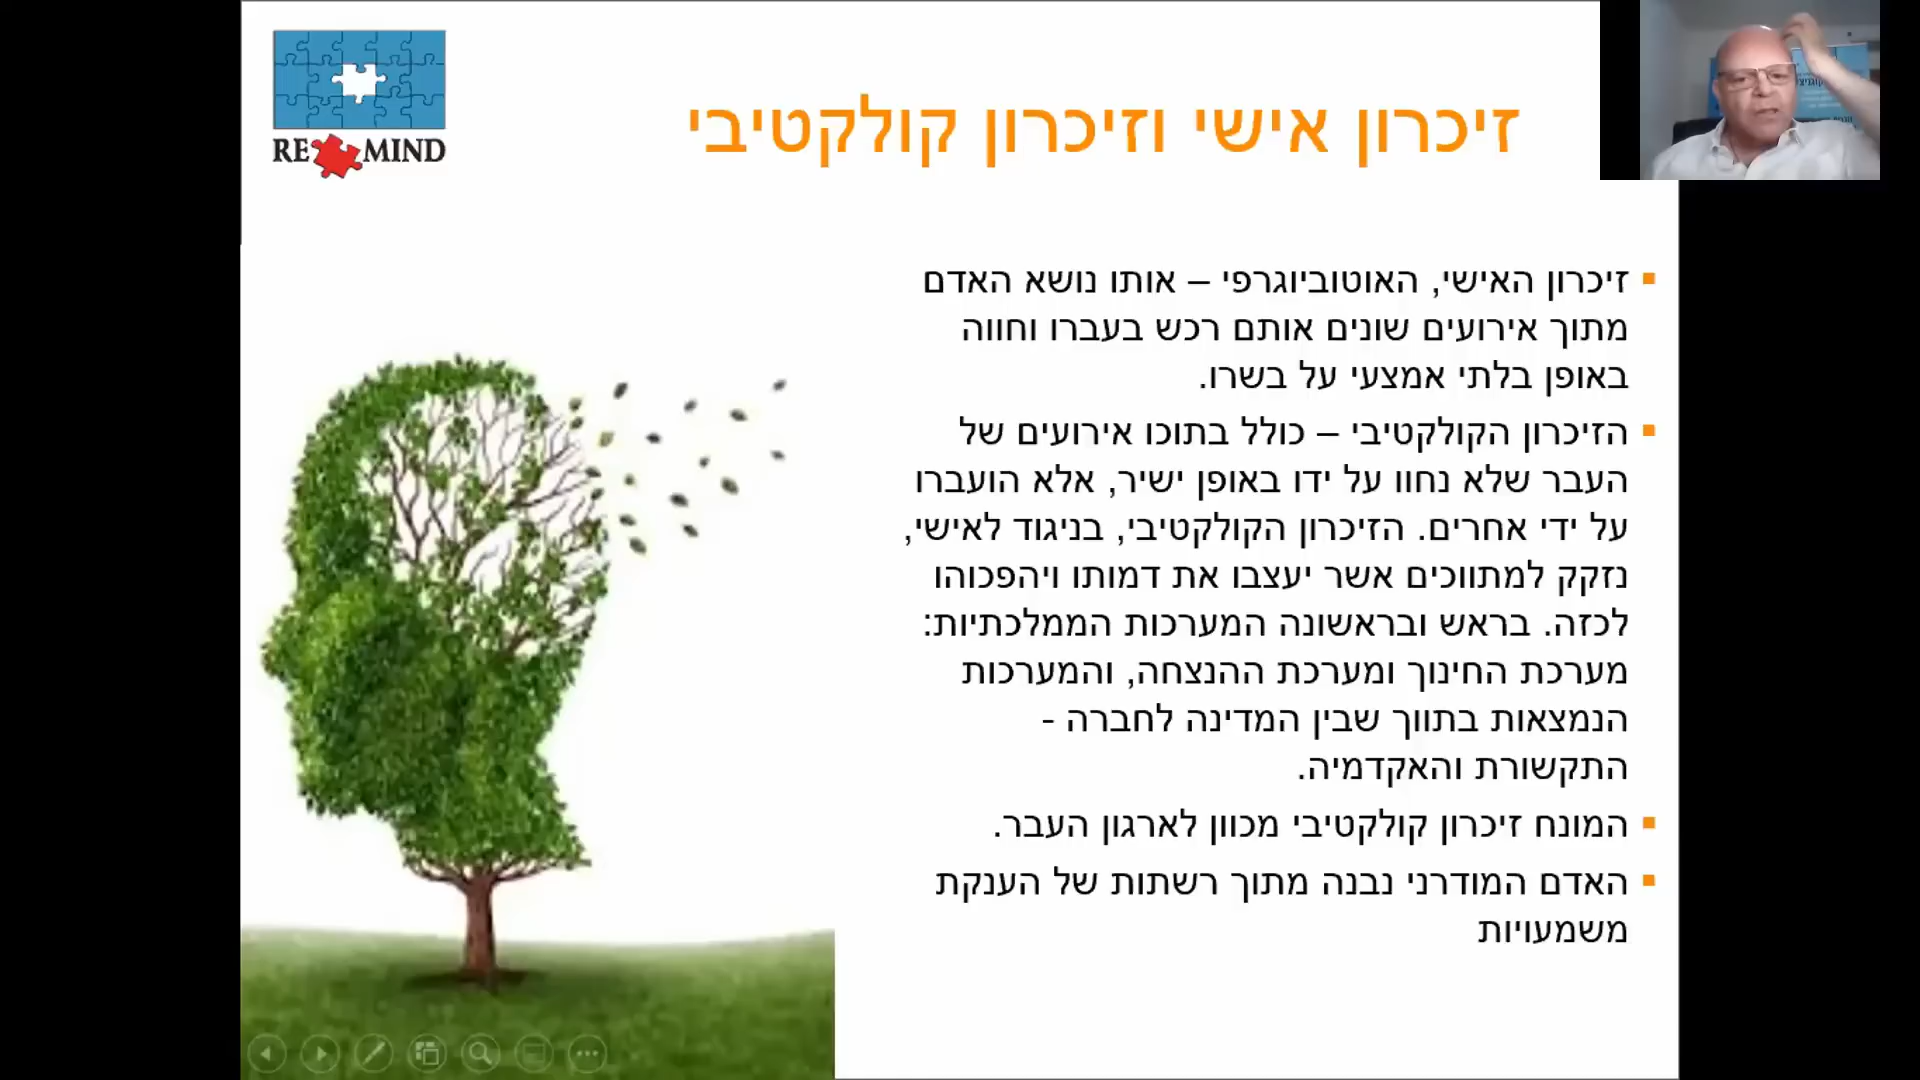 זיכרון אישי וזיכרון קולקטיבי
RE MIND
זיכרון האישי, האוטוביוגרפי – אותו נושא האדם
מתוך אירועים שונים אותם רכש בעברו וחווה
באופן בלתי אמצעי על בשרו.
הזיכרון הקולקטיבי – כולל בתוכו אירועים של
העבר שלא נחוו על ידו באופן ישיר, אלא הועברו
על ידי אחרים. הזיכרון הקולקטיבי, בניגוד לאישי,
נזקק למתווכים אשר יעצבו את דמותו ויהפכוהו
לכזה. בראש ובראשונה המערכות הממלכתיות:
מערכת החינוך ומערכת ההנצחה, והמערכות
הנמצאות בתווך שבין המדינה לחברה -
התקשורת והאקדמיה.
המונח זיכרון קולקטיבי מכוון לארגון העבר.
האדם המודרני נבנה מתוך רשתות של הענקת
משמעויות